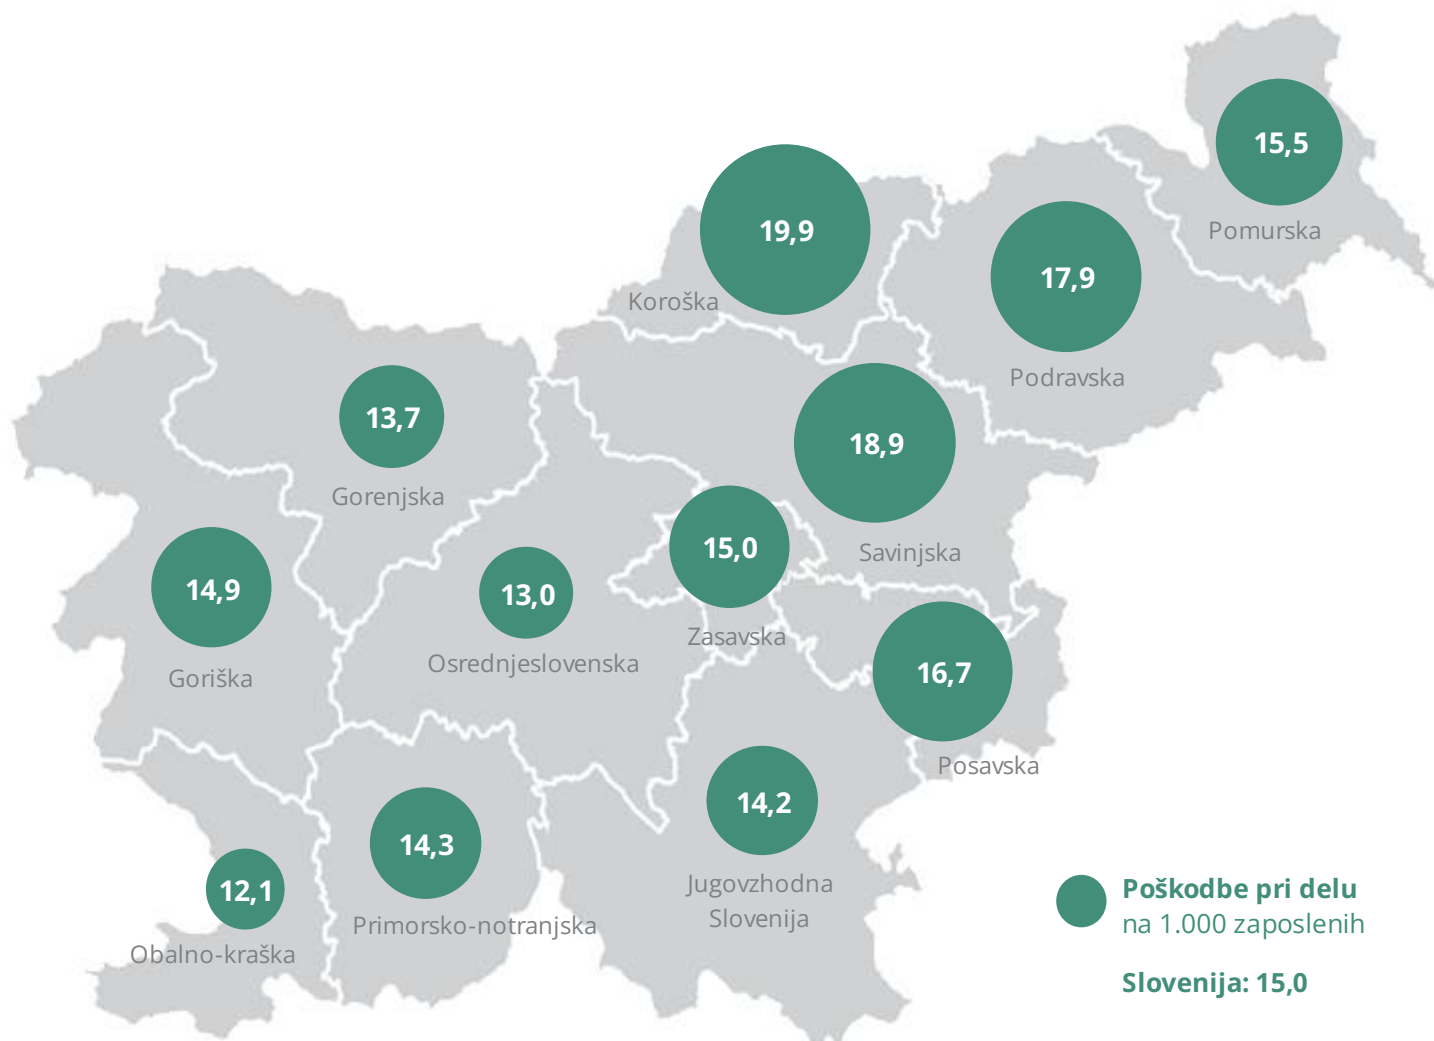 15,5
Pomurska
19,9
Koroška
17,9
Podravska
13,7
Gorenjska
18,9
Savinjska
15,0
Zasavska
14,9
Goriška
13,0
Osrednjeslovenska
16,7
Posavska
14,2
Jugovzhodna
Slovenija
14,3
Primorsko-notranjska
12,1
Obalno-kraška
Poškodbe pri delu
na 1.000 zaposlenih
Slovenija: 15,0